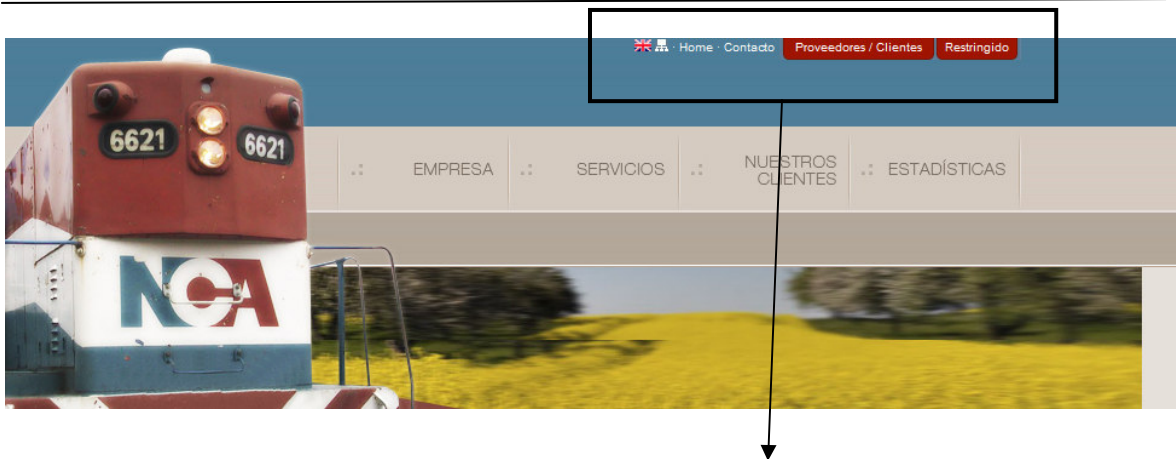 · Home · Contacto Proveedores / Clientes Restringido
EMPRESA
SERVICIOS
NUESTROS
CLIENTES
ESTADÍSTICAS
6621
6621
NCA